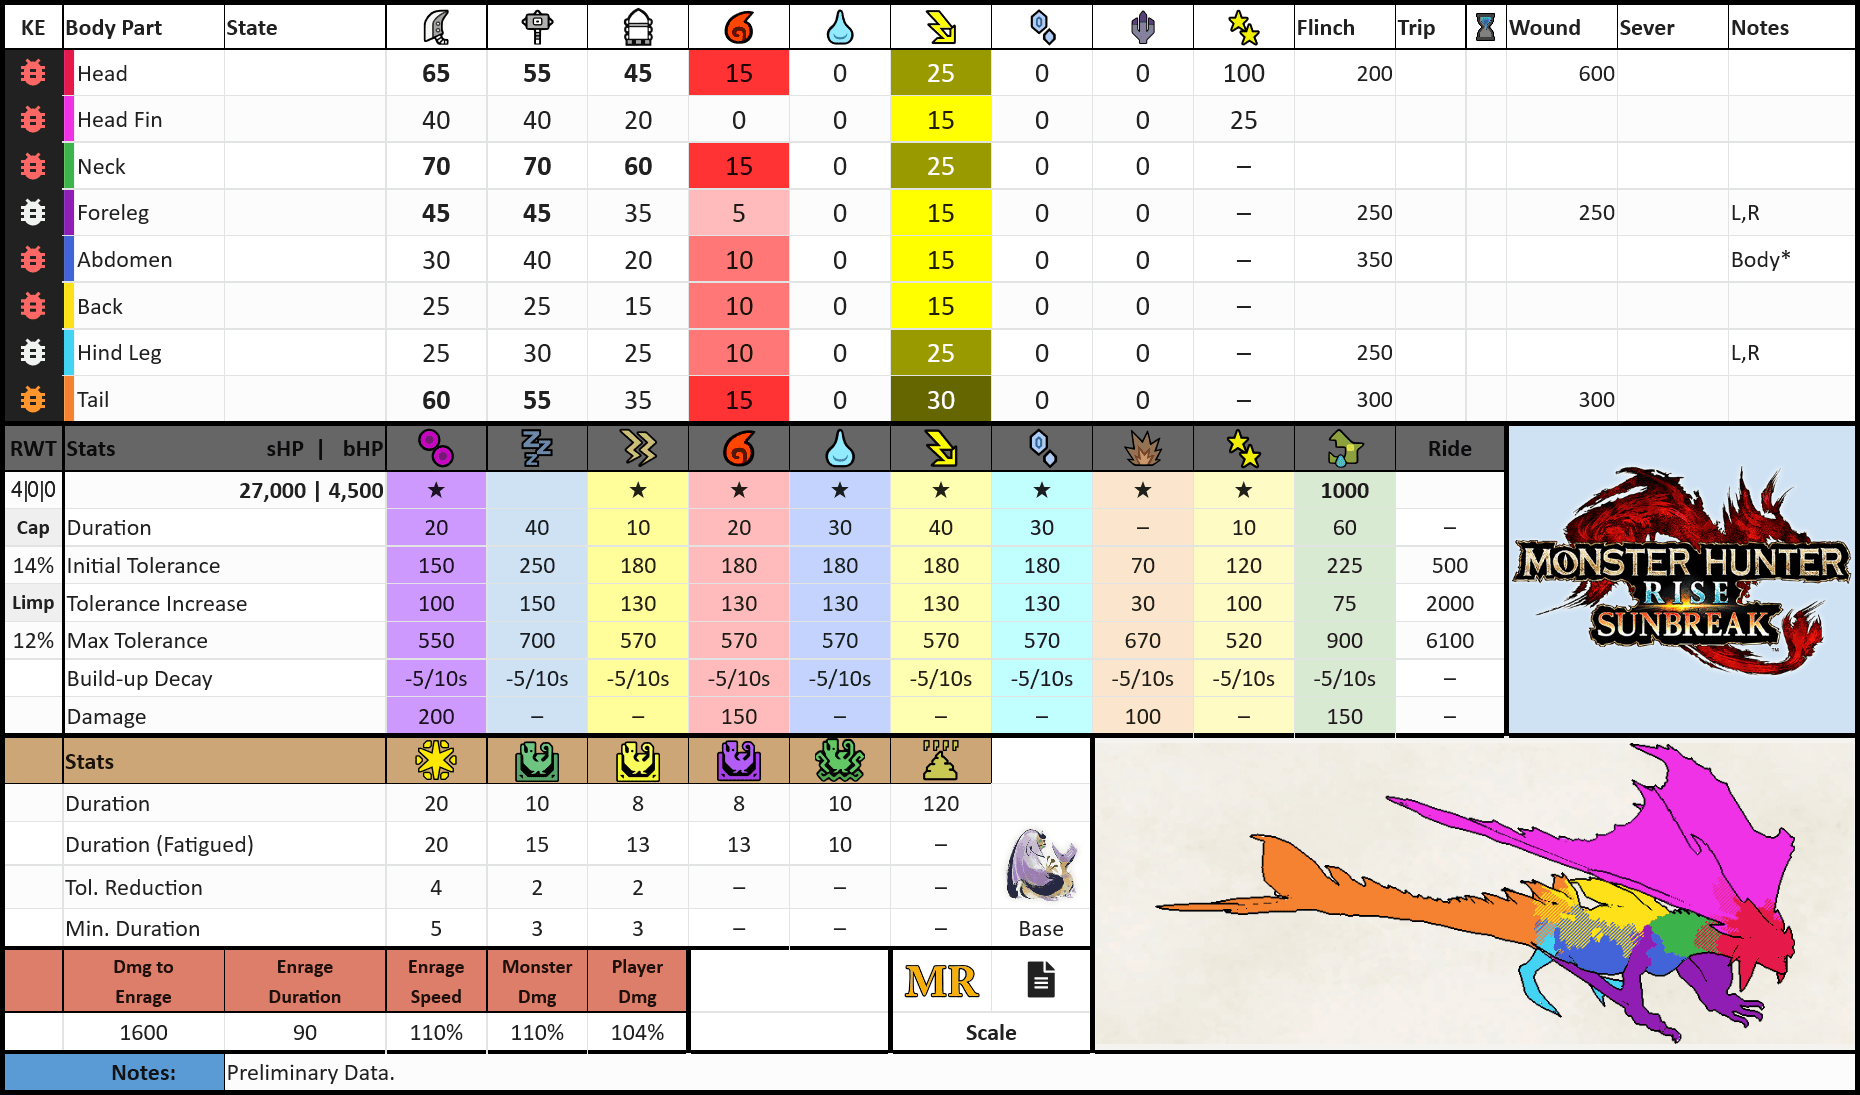 KE Body Part State Flinch Trip Wound Sever Notes
Head 65 55 45 15 0 25 0 0 100 200 600
Head Fin 40 40 20 0 0 15 0 0 25
Neck 70 70 60 15 0 25 0 0 –
Foreleg 45 45 35 5 0 15 0 0 – 250 250 L,R
Abdomen 30 40 20 10 0 15 0 0 – 350 Body*
Back 25 25 15 10 0 15 0 0 –
Hind Leg 25 30 25 10 0 25 0 0 – 250 L,R
Tail 60 55 35 15 0 30 0 0 – 300 300
RWT Stats sHP | bHP Ride
4|0|0 27,000 | 4,500 ★ ★ ★ ★ ★ ★ ★ ★ 1000
Cap Duration 20 40 10 20 30 40 30 – 10 60 –
14% Initial Tolerance 150 250 180 180 180 180 180 70 120 225 500
Limp Tolerance Increase 100 150 130 130 130 130 130 30 100 75 2000
12% Max Tolerance 550 700 570 570 570 570 570 670 520 900 6100
Build-up Decay -5/10s -5/10s -5/10s -5/10s -5/10s -5/10s -5/10s -5/10s -5/10s -5/10s –
Damage 200 – – 150 – – – 100 – 150 –
MONSTER HUNTER
RISE
SUNBREAK™
Stats
Duration 20 10 8 8 10 120
Duration (Fatigued) 20 15 13 13 10 –
Tol. Reduction 4 2 2 – – –
Min. Duration 5 3 3 – – – Base
Dmg to Enrage Enrage Duration Enrage Speed Monster Dmg Player Dmg MR
1600 90 110% 110% 104% Scale
Notes: Preliminary Data.